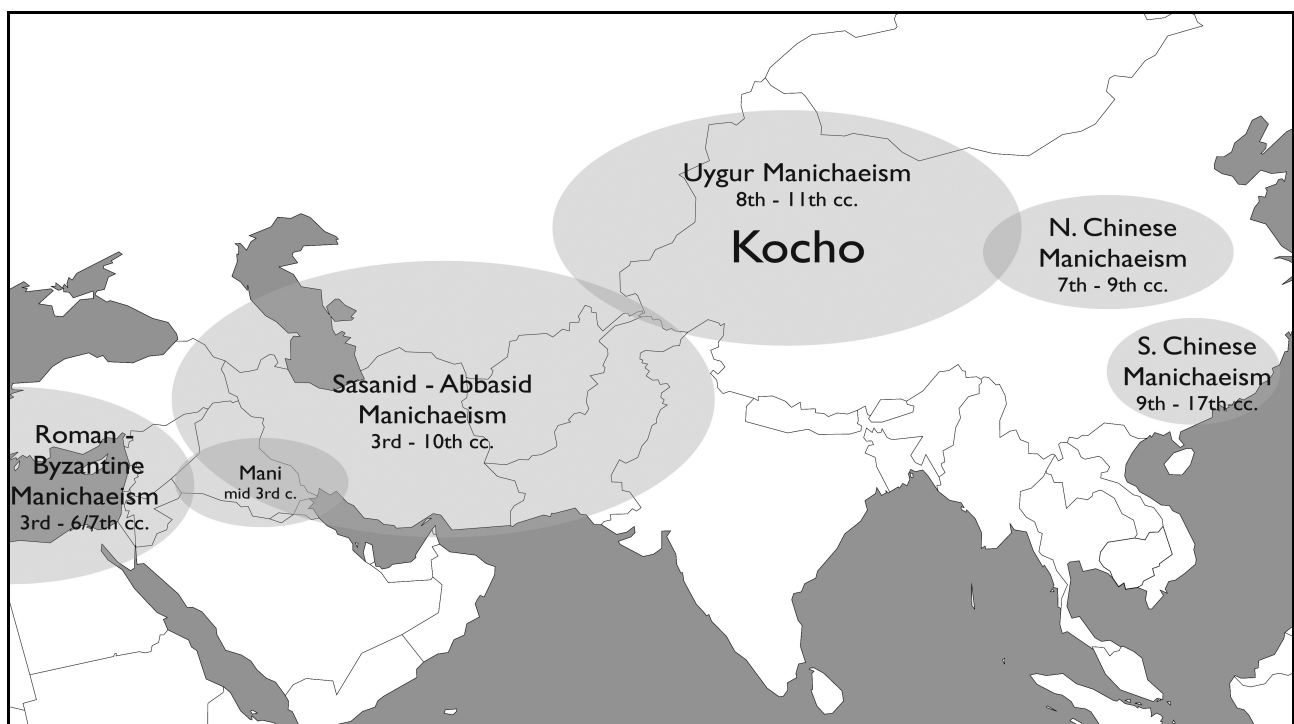 Uygur Manichaeism
8th - 11th cc.
Kocho
N. Chinese
Manichaeism
7th - 9th cc.
S. Chinese
Manichaeism
9th - 17th cc.
Sasanid - Abbasid
Manichaeism
3rd - 10th cc.
Roman -
Byzantine
Manichaeism
3rd - 6/7th cc.
Mani
mid 3rd c.